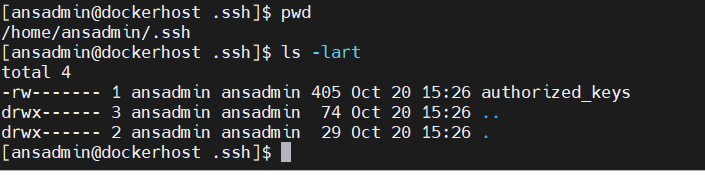 [ansadmin@dockerhost .ssh]$ pwd
/home/ansadmin/.ssh
[ansadmin@dockerhost .ssh]$ ls -lart
total 4
-rw------- 1 ansadmin ansadmin 405 Oct 20 15:26 authorized_keys
drwx------ 3 ansadmin ansadmin  74 Oct 20 15:26 ..
drwx------ 2 ansadmin ansadmin  29 Oct 20 15:26 .
[ansadmin@dockerhost .ssh]$